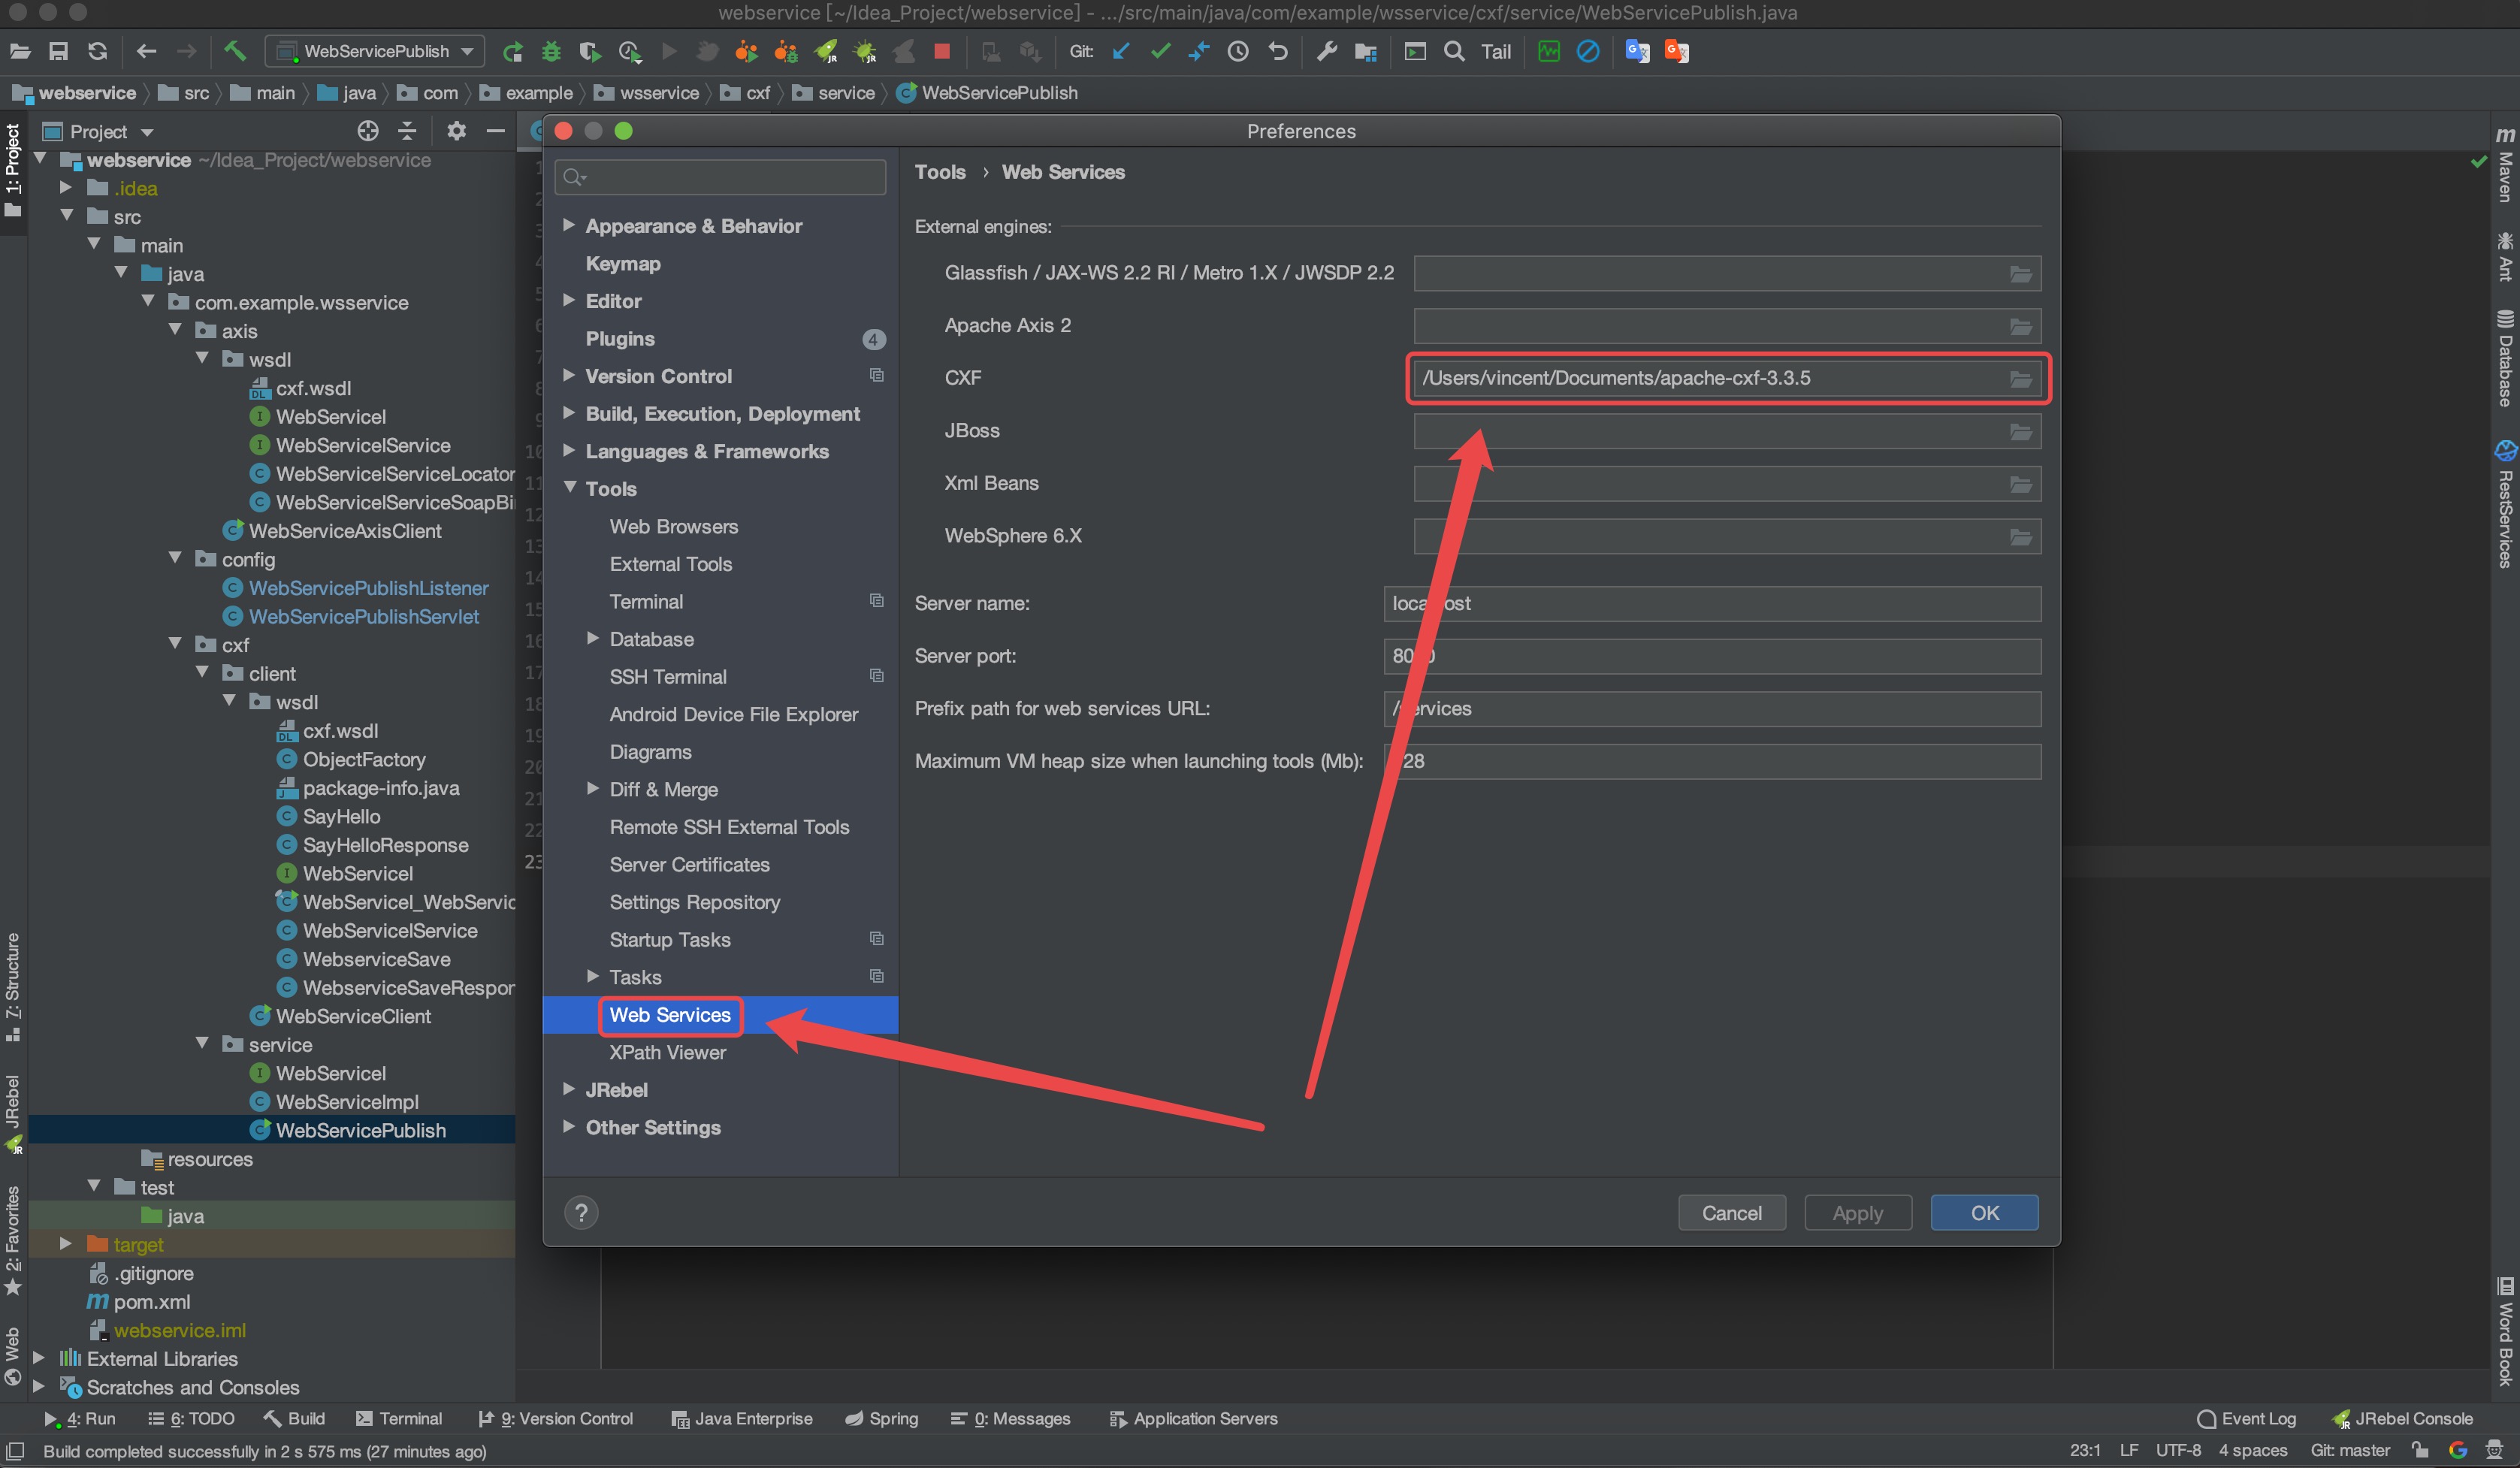 webservice [~/Idea_Project/webservice] - .../src/main/java/com/example/wsservice/cxf/service/WebServicePublish.java
WebServicePublish
Git:
Tail
webservice
src
main
java
com
example
wsservice
cxf
service
WebServicePublish
1: Project
7: Structure
JRebel
2: Favorites
Web
Project
webservice ~/Idea_Project/webservice
.idea
src
main
java
com.example.wsservice
axis
wsdl
cxf.wsdl
WebServiceI
WebServiceIService
WebServiceIServiceLocator
WebServiceIServiceSoapBi
WebServiceAxisClient
config
WebServicePublishListener
WebServicePublishServlet
cxf
client
wsdl
cxf.wsdl
ObjectFactory
package-info.java
SayHello
SayHelloResponse
WebServiceI
WebServiceI_WebServic
WebServiceIService
WebserviceSave
WebserviceSaveRespor
WebServiceClient
service
WebServiceI
WebServiceImpl
WebServicePublish
resources
test
java
target
.gitignore
pom.xml
webservice.iml
External Libraries
Scratches and Consoles
23
Preferences
Appearance & Behavior
Keymap
Editor
Plugins 4
Version Control
Build, Execution, Deployment
Languages & Frameworks
Tools
Web Browsers
External Tools
Terminal
Database
SSH Terminal
Android Device File Explorer
Diagrams
Diff & Merge
Remote SSH External Tools
Server Certificates
Settings Repository
Startup Tasks
Tasks
Web Services
XPath Viewer
JRebel
Other Settings
Tools › Web Services
External engines:
Glassfish / JAX-WS 2.2 RI / Metro 1.X / JWSDP 2.2
Apache Axis 2
CXF /Users/vincent/Documents/apache-cxf-3.3.5
JBoss
Xml Beans
WebSphere 6.X
Server name:
Server port:
Prefix path for web services URL:
Maximum VM heap size when launching tools (Mb):
?
Cancel
Apply
OK
Maven
Ant
Database
RestServices
Word Book
4: Run
6: TODO
Build
Terminal
9: Version Control
Java Enterprise
Spring
0: Messages
Application Servers
Event Log
JRebel Console
Build completed successfully in 2 s 575 ms (27 minutes ago)
23:1 LF UTF-8 4 spaces Git: master